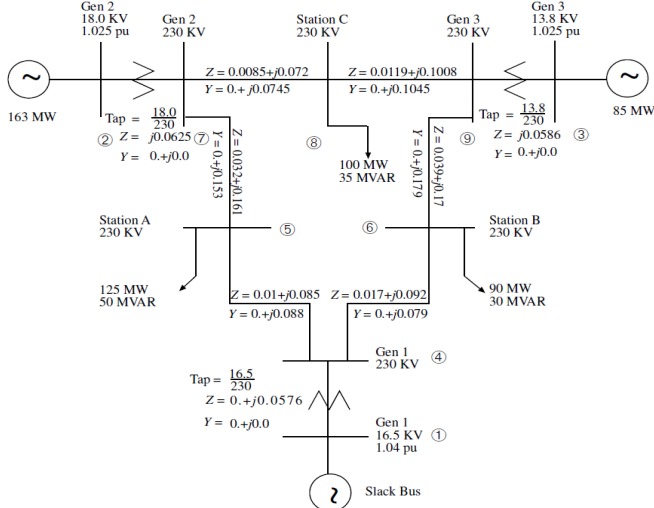 Gen 2
18.0 KV
1.025 pu
Gen 2
230 KV
Station C
230 KV
Gen 3
230 KV
Gen 3
13.8 KV
1.025 pu
~
163 MW
Z = 0.0085+j0.072
Y = 0.+j0.0745
Z = 0.0119+j0.1008
Y = 0.+j0.1045
~
85 MW
Tap = 18.0
230
② Z = j0.0625 ⑦
Y = 0.+j0.0
Z = 0.032+j0.161
Y = 0.+j0.153
⑧
100 MW
35 MVAR
Z = 0.039+j0.17
Y = 0.+j0.179
⑨
Tap = 13.8
230
Z = j0.0586 ③
Y = 0.+j0.0
Station A
230 KV
⑤
⑥
Station B
230 KV
125 MW
50 MVAR
90 MW
30 MVAR
Z = 0.01+j0.085
Y = 0.+j0.088
Z = 0.017+j0.092
Y = 0.+j0.079
Gen 1
230 KV
④
Tap = 16.5
230
Z = 0.+j0.0576
Y = 0.+j0.0
Gen 1
16.5 KV ①
1.04 pu
~
Slack Bus